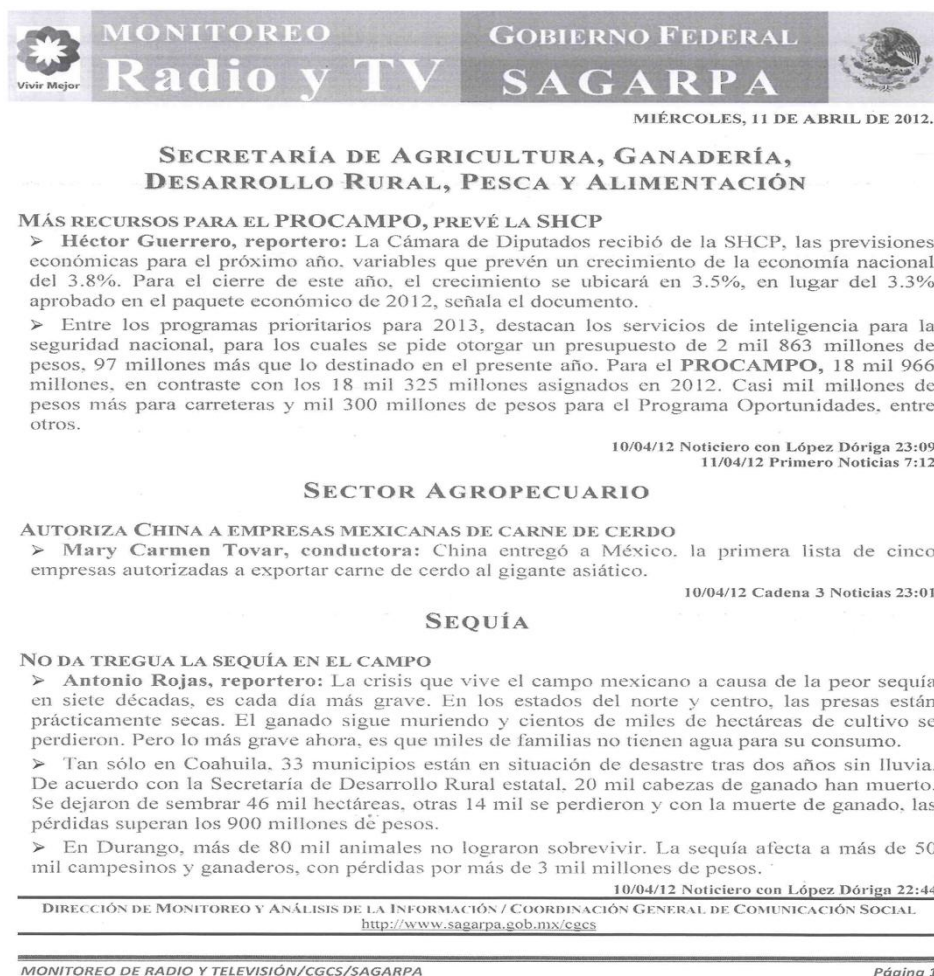 MONITOREO
Radio y TV
GOBIERNO FEDERAL
SAGARPA
Vivir Mejor
MIÉRCOLES, 11 DE ABRIL DE 2012.
SECRETARÍA DE AGRICULTURA, GANADERÍA,
DESARROLLO RURAL, PESCA Y ALIMENTACIÓN
MÁS RECURSOS PARA EL PROCAMPO, PREVÉ LA SHCP
➢ Héctor Guerrero, reportero: La Cámara de Diputados recibió de la SHCP, las previsiones
económicas para el próximo año. variables que prevén un crecimiento de la economía nacional
del 3.8%. Para el cierre de este año, el crecimiento se ubicará en 3.5%, en lugar del 3.3%
aprobado en el paquete económico de 2012, señala el documento.
➢ Entre los programas prioritarios para 2013, destacan los servicios de inteligencia para la
seguridad nacional, para los cuales se pide otorgar un presupuesto de 2 mil 863 millones de
pesos, 97 millones más que lo destinado en el presente año. Para el PROCAMPO, 18 mil 966
millones, en contraste con los 18 mil 325 millones asignados en 2012. Casi mil millones de
pesos más para carreteras y mil 300 millones de pesos para el Programa Oportunidades, entre
otros.
10/04/12 Noticiero con López Dóriga 23:09
11/04/12 Primero Noticias 7:12
SECTOR AGROPECUARIO
AUTORIZA CHINA A EMPRESAS MEXICANAS DE CARNE DE CERDO
➢ Mary Carmen Tovar, conductora: China entregó a México. la primera lista de cinco
empresas autorizadas a exportar carne de cerdo al gigante asiático.
10/04/12 Cadena 3 Noticias 23:01
SEQUÍA
NO DA TREGUA LA SEQUÍA EN EL CAMPO
➢ Antonio Rojas, reportero: La crisis que vive el campo mexicano a causa de la peor sequía
en siete décadas, es cada día más grave. En los estados del norte y centro, las presas están
prácticamente secas. El ganado sigue muriendo y cientos de miles de hectáreas de cultivo se
perdieron. Pero lo más grave ahora, es que miles de familias no tienen agua para su consumo.
➢ Tan sólo en Coahuila, 33 municipios están en situación de desastre tras dos años sin lluvia.
De acuerdo con la Secretaría de Desarrollo Rural estatal, 20 mil cabezas de ganado han muerto.
Se dejaron de sembrar 46 mil hectáreas, otras 14 mil se perdieron y con la muerte de ganado, las
pérdidas superan los 900 millones de pesos.
➢ En Durango, más de 80 mil animales no lograron sobrevivir. La sequía afecta a más de 50
mil campesinos y ganaderos, con pérdidas por más de 3 mil millones de pesos.
10/04/12 Noticiero con López Dóriga 22:44
DIRECCIÓN DE MONITOREO Y ANÁLISIS DE LA INFORMACIÓN / COORDINACIÓN GENERAL DE COMUNICACIÓN SOCIAL
http://www.sagarpa.gob.mx/cgcs
MONITOREO DE RADIO Y TELEVISIÓN/CGCS/SAGARPA
Página 1